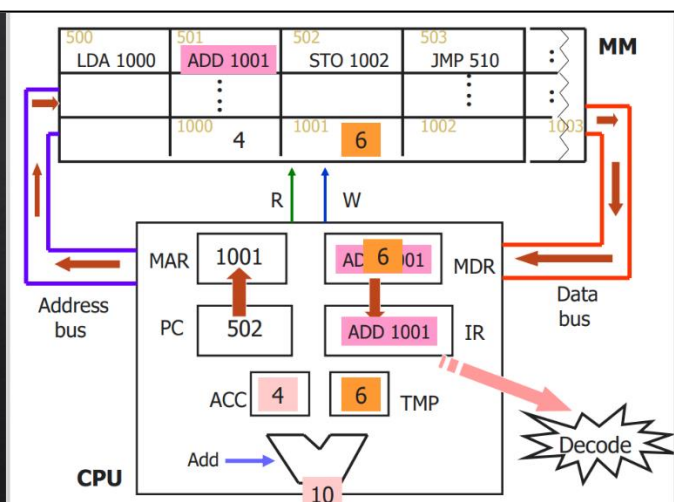 500 501 502 503 MM
LDA 1000 ADD 1001 STO 1002 JMP 510
1000 1001 1002 1003
4 6
R W
MAR 1001 6 MDR
Address bus
Data bus
PC 502 ADD 1001 IR
ACC 4 6 TMP
Decode
Add
CPU
10